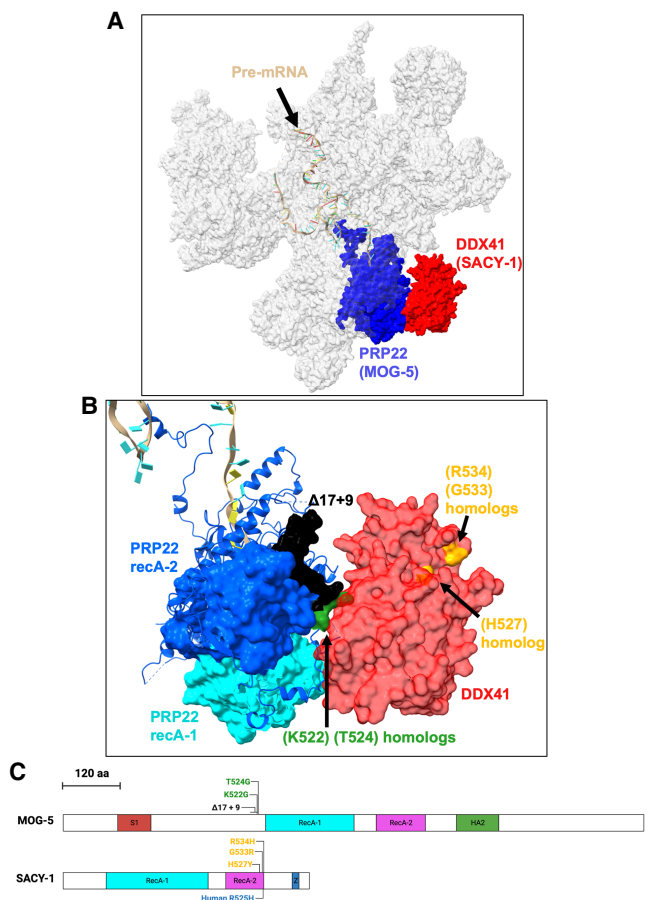 A
Pre-mRNA
DDX41
(SACY-1)
PRP22
(MOG-5)
B
Δ17+9
(R534)
(G533)
homologs
PRP22
recA-2
(H527)
homolog
DDX41
PRP22
recA-1
(K522) (T524) homologs
C
120 aa
T524G
K522G
Δ17 + 9
MOG-5
S1
RecA-1
RecA-2
HA2
R534H
G533R
H527Y
SACY-1
RecA-1
RecA-2
Z
Human R525H